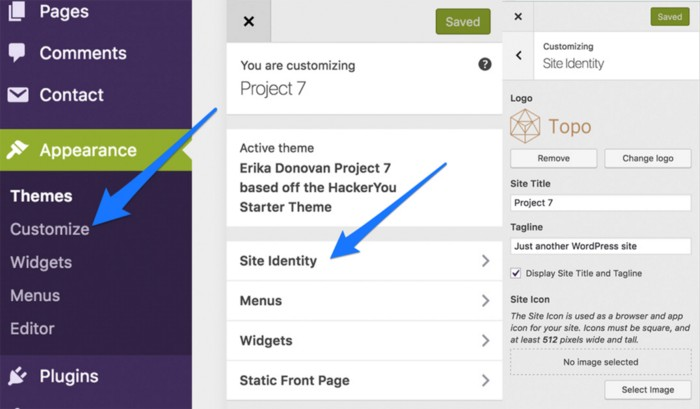 Pages
Comments
Contact
Appearance
Themes
Customize
Widgets
Menus
Editor
Plugins
Saved
You are customizing
Project 7
Active theme
Erika Donovan Project 7
based off the HackerYou
Starter Theme
Site Identity
Menus
Widgets
Static Front Page
Saved
Customizing
Site Identity
Logo
Topo
Remove
Change logo
Site Title
Project 7
Tagline
Just another WordPress site
Display Site Title and Tagline
Site Icon
The Site Icon is used as a browser and app
icon for your site. Icons must be square, and
at least 512 pixels wide and tall.
No image selected
Select Image